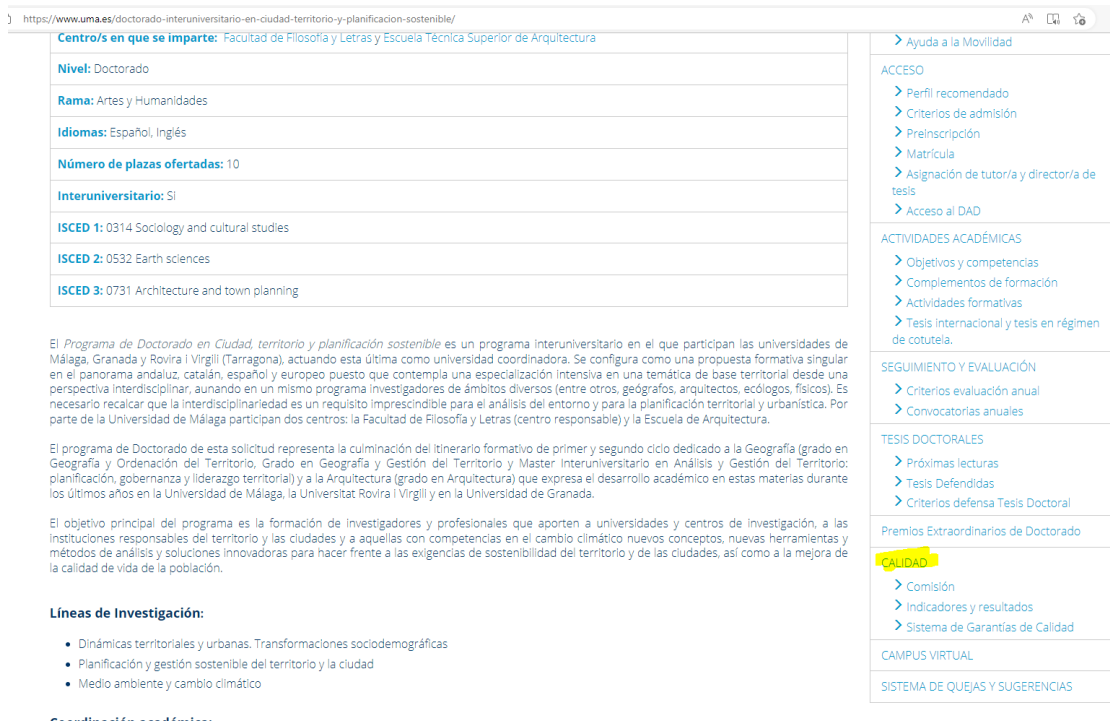 https://www.uma.es/doctorado-interuniversitario-en-ciudad-territorio-y-planificacion-sostenible/
Centro/s en que se imparte: Facultad de Filosofía y Letras y Escuela Técnica Superior de Arquitectura
Nivel: Doctorado
Rama: Artes y Humanidades
Idiomas: Español, Inglés
Número de plazas ofertadas: 10
Interuniversitario: Si
ISCED 1: 0314 Sociology and cultural studies
ISCED 2: 0532 Earth sciences
ISCED 3: 0731 Architecture and town planning
El Programa de Doctorado en Ciudad, territorio y planificación sostenible es un programa interuniversitario en el que participan las universidades de
Málaga, Granada y Rovira i Virgili (Tarragona), actuando esta última como universidad coordinadora. Se configura como una propuesta formativa singular
en el panorama andaluz, catalán, español y europeo puesto que contempla una especialización intensiva en una temática de base territorial desde una
perspectiva interdisciplinar, aunando en un mismo programa investigadores de ámbitos diversos (entre otros, geógrafos, arquitectos, ecólogos, físicos). Es
necesario recalcar que la interdisciplinariedad es un requisito imprescindible para el análisis del entorno y para la planificación territorial y urbanística. Por
parte de la Universidad de Málaga participan dos centros: la Facultad de Filosofía y Letras (centro responsable) y la Escuela de Arquitectura.
El programa de Doctorado de esta solicitud representa la culminación del itinerario formativo de primer y segundo ciclo dedicado a la Geografía (grado en
Geografía y Ordenación del Territorio, Grado en Geografía y Gestión del Territorio y Master Interuniversitario en Análisis y Gestión del Territorio:
planificación, gobernanza y liderazgo territorial) y a la Arquitectura (grado en Arquitectura) que expresa el desarrollo académico en estas materias durante
los últimos años en la Universidad de Málaga, la Universitat Rovira i Virgili y en la Universidad de Granada.
El objetivo principal del programa es la formación de investigadores y profesionales que aporten a universidades y centros de investigación, a las
instituciones responsables del territorio y las ciudades y a aquellas con competencias en el cambio climático nuevos conceptos, nuevas herramientas y
métodos de análisis y soluciones innovadoras para hacer frente a las exigencias de sostenibilidad del territorio y de las ciudades, así como a la mejora de
la calidad de vida de la población.
Líneas de Investigación:
Dinámicas territoriales y urbanas. Transformaciones sociodemográficas
Planificación y gestión sostenible del territorio y la ciudad
Medio ambiente y cambio climático
Coordinación académica:
Ayuda a la Movilidad
ACCESO
Perfil recomendado
Criterios de admisión
Preinscripción
Matrícula
Asignación de tutor/a y director/a de
tesis
Acceso al DAD
ACTIVIDADES ACADÉMICAS
Objetivos y competencias
Complementos de formación
Actividades formativas
Tesis internacional y tesis en régimen
de cotutela.
SEGUIMIENTO Y EVALUACIÓN
Criterios evaluación anual
Convocatorias anuales
TESIS DOCTORALES
Próximas lecturas
Tesis Defendidas
Criterios defensa Tesis Doctoral
Premios Extraordinarios de Doctorado
CALIDAD
Comisión
Indicadores y resultados
Sistema de Garantías de Calidad
CAMPUS VIRTUAL
SISTEMA DE QUEJAS Y SUGERENCIAS